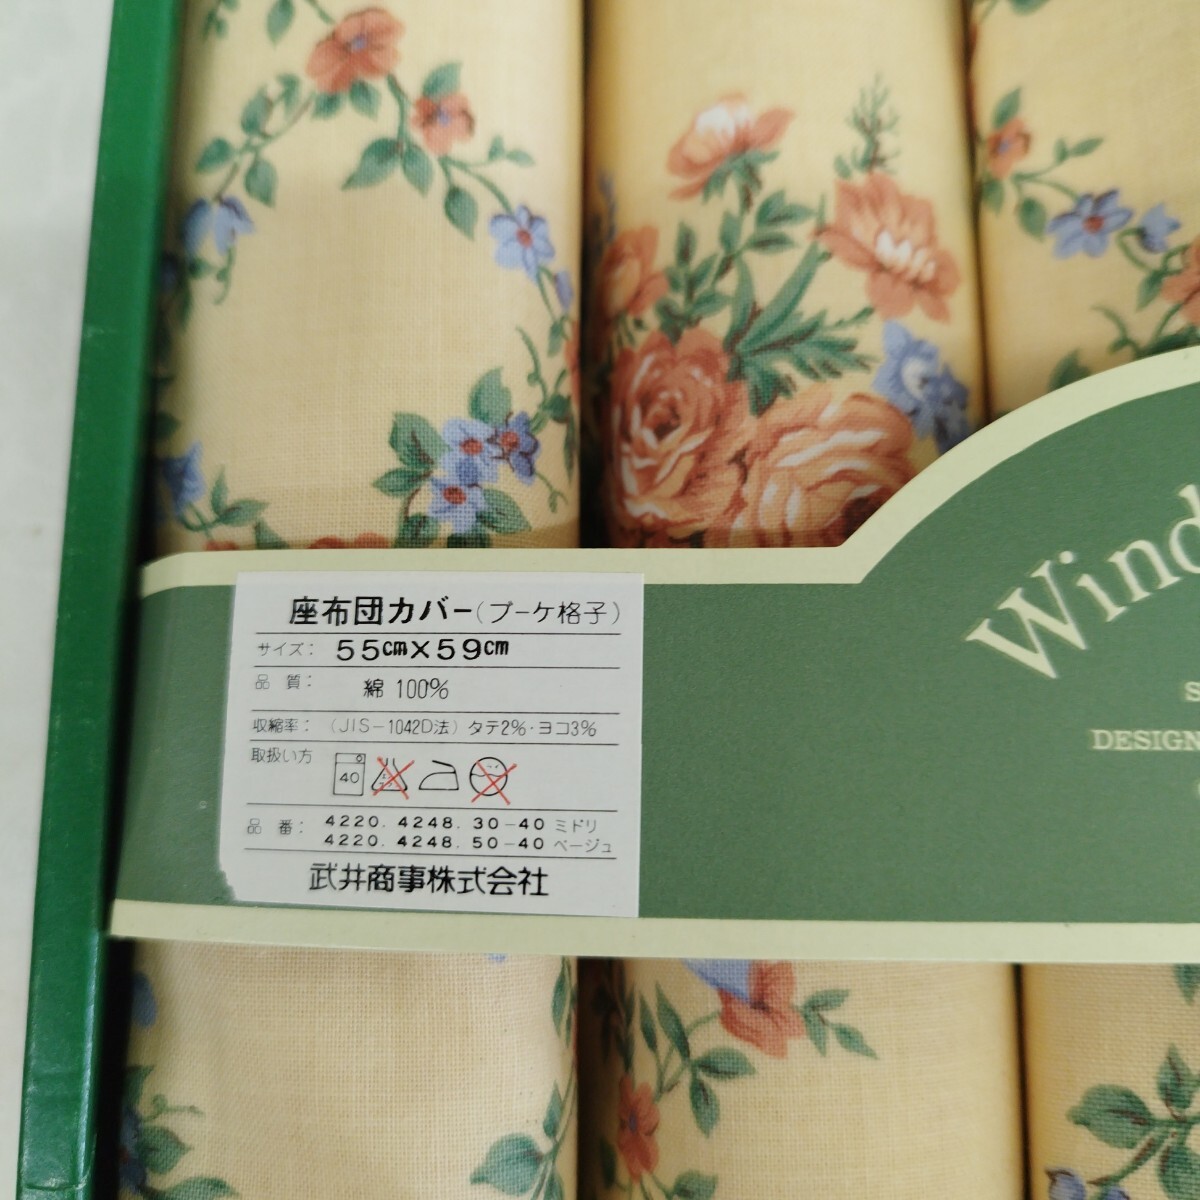 座布団カバー(ブーケ格子)
サイズ: 55cm×59cm
品質: 綿 100%
収縮率: (JIS-1042D法) タテ2%・ヨコ3%
取扱い方
40
品番: 4220. 4248. 30-40 ミドリ
4220. 4248. 50-40 ベージュ
武井商事株式会社
Wind
S
DESIGN